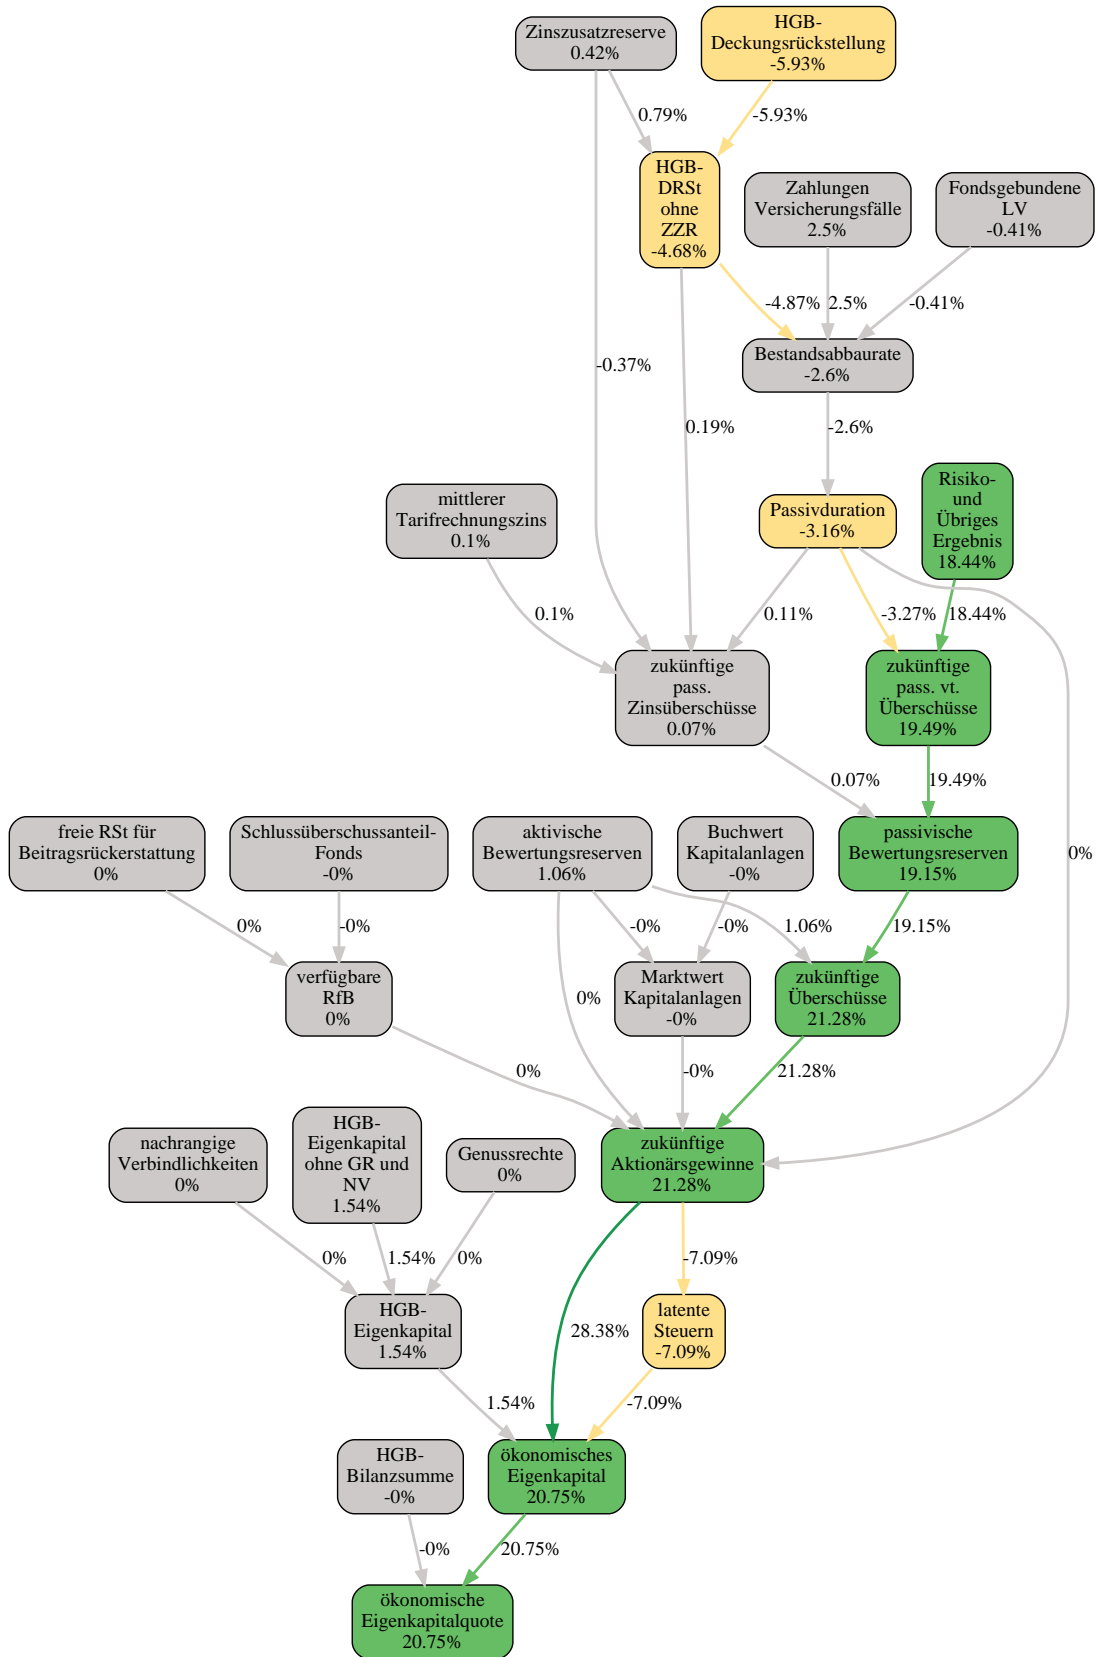 Zinszusatzreserve
0.42%
HGB-
Deckungsrückstellung
-5.93%
0.79%
-5.93%
HGB-
DRSt
ohne
ZZR
-4.68%
Zahlungen
Versicherungsfälle
2.5%
Fondsgebundene
LV
-0.41%
-4.87%
2.5%
-0.41%
Bestandsabbaurate
-2.6%
-0.37%
0.19%
-2.6%
Risiko-
und
Übriges
Ergebnis
18.44%
mittlerer
Tarifrechnungszins
0.1%
Passivduration
-3.16%
0.1%
0.11%
-3.27%
18.44%
zukünftige
pass.
Zinsüberschüsse
0.07%
zukünftige
pass. vt.
Überschüsse
19.49%
0.07%
19.49%
freie RSt für
Beitragsrückerstattung
0%
Schlussüberschussanteil-
Fonds
-0%
aktivische
Bewertungsreserven
1.06%
Buchwert
Kapitalanlagen
-0%
passivische
Bewertungsreserven
19.15%
0%
0%
-0%
-0%
-0%
1.06%
19.15%
verfügbare
RfB
0%
0%
Marktwert
Kapitalanlagen
-0%
zukünftige
Überschüsse
21.28%
0%
-0%
21.28%
nachrangige
Verbindlichkeiten
0%
HGB-
Eigenkapital
ohne GR und
NV
1.54%
Genussrechte
0%
zukünftige
Aktionärsgewinne
21.28%
0%
1.54%
0%
-7.09%
HGB-
Eigenkapital
1.54%
28.38%
latente
Steuern
-7.09%
1.54%
-7.09%
HGB-
Bilanzsumme
-0%
ökonomisches
Eigenkapital
20.75%
-0%
20.75%
ökonomische
Eigenkapitalquote
20.75%